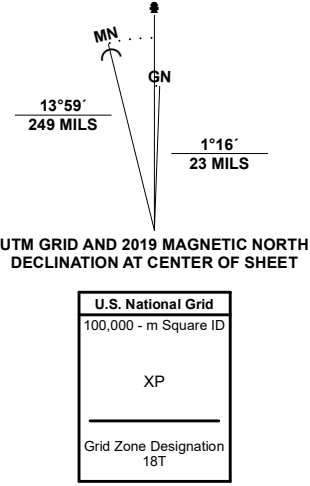 MN
GN
13°59´
249 MILS
1°16´
23 MILS
UTM GRID AND 2019 MAGNETIC NORTH
DECLINATION AT CENTER OF SHEET
U.S. National Grid
100,000 - m Square ID
XP
Grid Zone Designation
18T